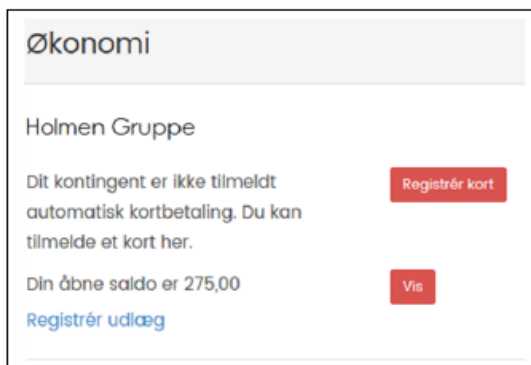 Økonomi
Holmen Gruppe
Dit kontingent er ikke tilmeldt
automatisk kortbetaling. Du kan
tilmelde et kort her.
Registrér kort
Din åbne saldo er 275,00
Vis
Registrér udlæg